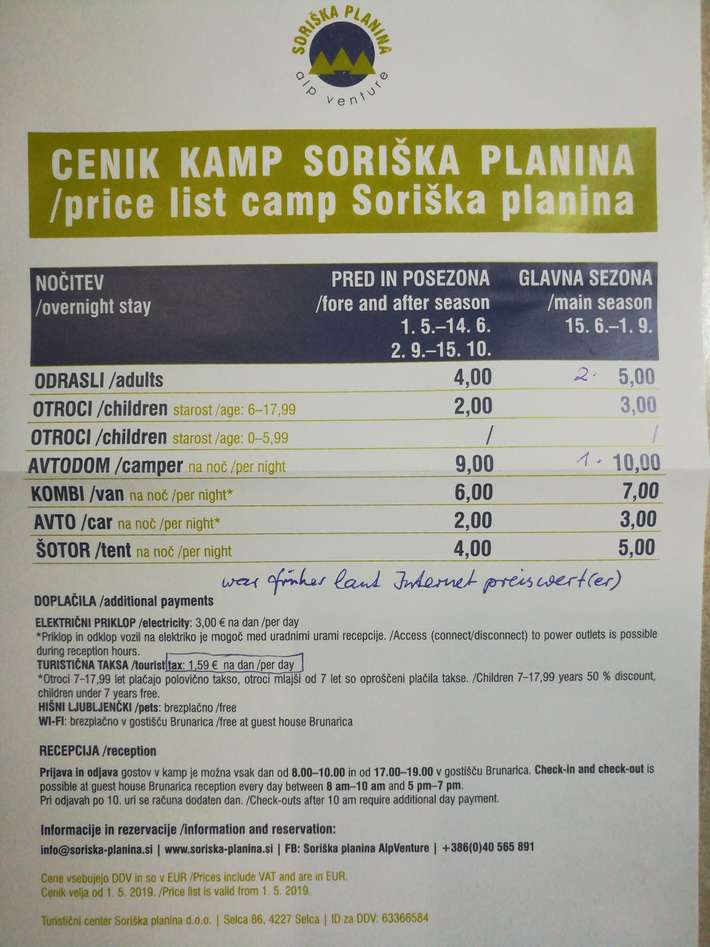 SORIŠKA PLANINA
alp venture
CENIK KAMP SORIŠKA PLANINA
/price list camp Soriška planina
NOČITEV
/overnight stay
PRED IN POSEZONA
/fore and after season
1. 5.–14. 6.
2. 9.–15. 10.
GLAVNA SEZONA
/main season
15. 6.–1. 9.
ODRASLI /adults 4,00 2. 5,00
OTROCI /children starost /age: 6–17,99 2,00 3,00
OTROCI /children starost /age: 0–5,99 / /
AVTODOM /camper na noč /per night 9,00 1. 10,00
KOMBI /van na noč /per night* 6,00 7,00
AVTO /car na noč /per night* 2,00 3,00
ŠOTOR /tent na noč /per night 4,00 5,00
war früher laut Internet preiswert(er)
DOPLAČILA /additional payments
ELEKTRIČNI PRIKLOP /electricity: 3,00 € na dan /per day
*Priklop in odklop vozil na elektriko je mogoč med uradnimi urami recepcije. /Access (connect/disconnect) to power outlets is possible
during reception hours.
TURISTIČNA TAKSA /tourist tax: 1,59 € na dan /per day
*Otroci 7–17,99 let plačajo polovično takso, otroci mlajši od 7 let so oproščeni plačila takse. /Children 7–17,99 years 50 % discount,
children under 7 years free.
HIŠNI LJUBLJENČKI /pets: brezplačno /free
WI-FI: brezplačno v gostišču Brunarica /free at guest house Brunarica
RECEPCIJA /reception
Prijava in odjava gostov v kamp je možna vsak dan od 8.00–10.00 in od 17.00–19.00 v gostišču Brunarica. Check-in and check-out is
possible at guest house Brunarica reception every day between 8 am–10 am and 5 pm–7 pm.
Pri odjavah po 10. uri se računa dodaten dan. /Check-outs after 10 am require additional day payment.
Informacije in rezervacije /information and reservation:
info@soriska-planina.si | www.soriska-planina.si | FB: Soriška planina AlpVenture | +386(0)40 565 891
Cene vsebujejo DDV in so v EUR /Prices include VAT and are in EUR.
Cenik velja od 1. 5. 2019. /Price list is valid from 1. 5. 2019.
Turistični center Soriška planina d.o.o. | Selca 86, 4227 Selca | ID za DDV: 63366584